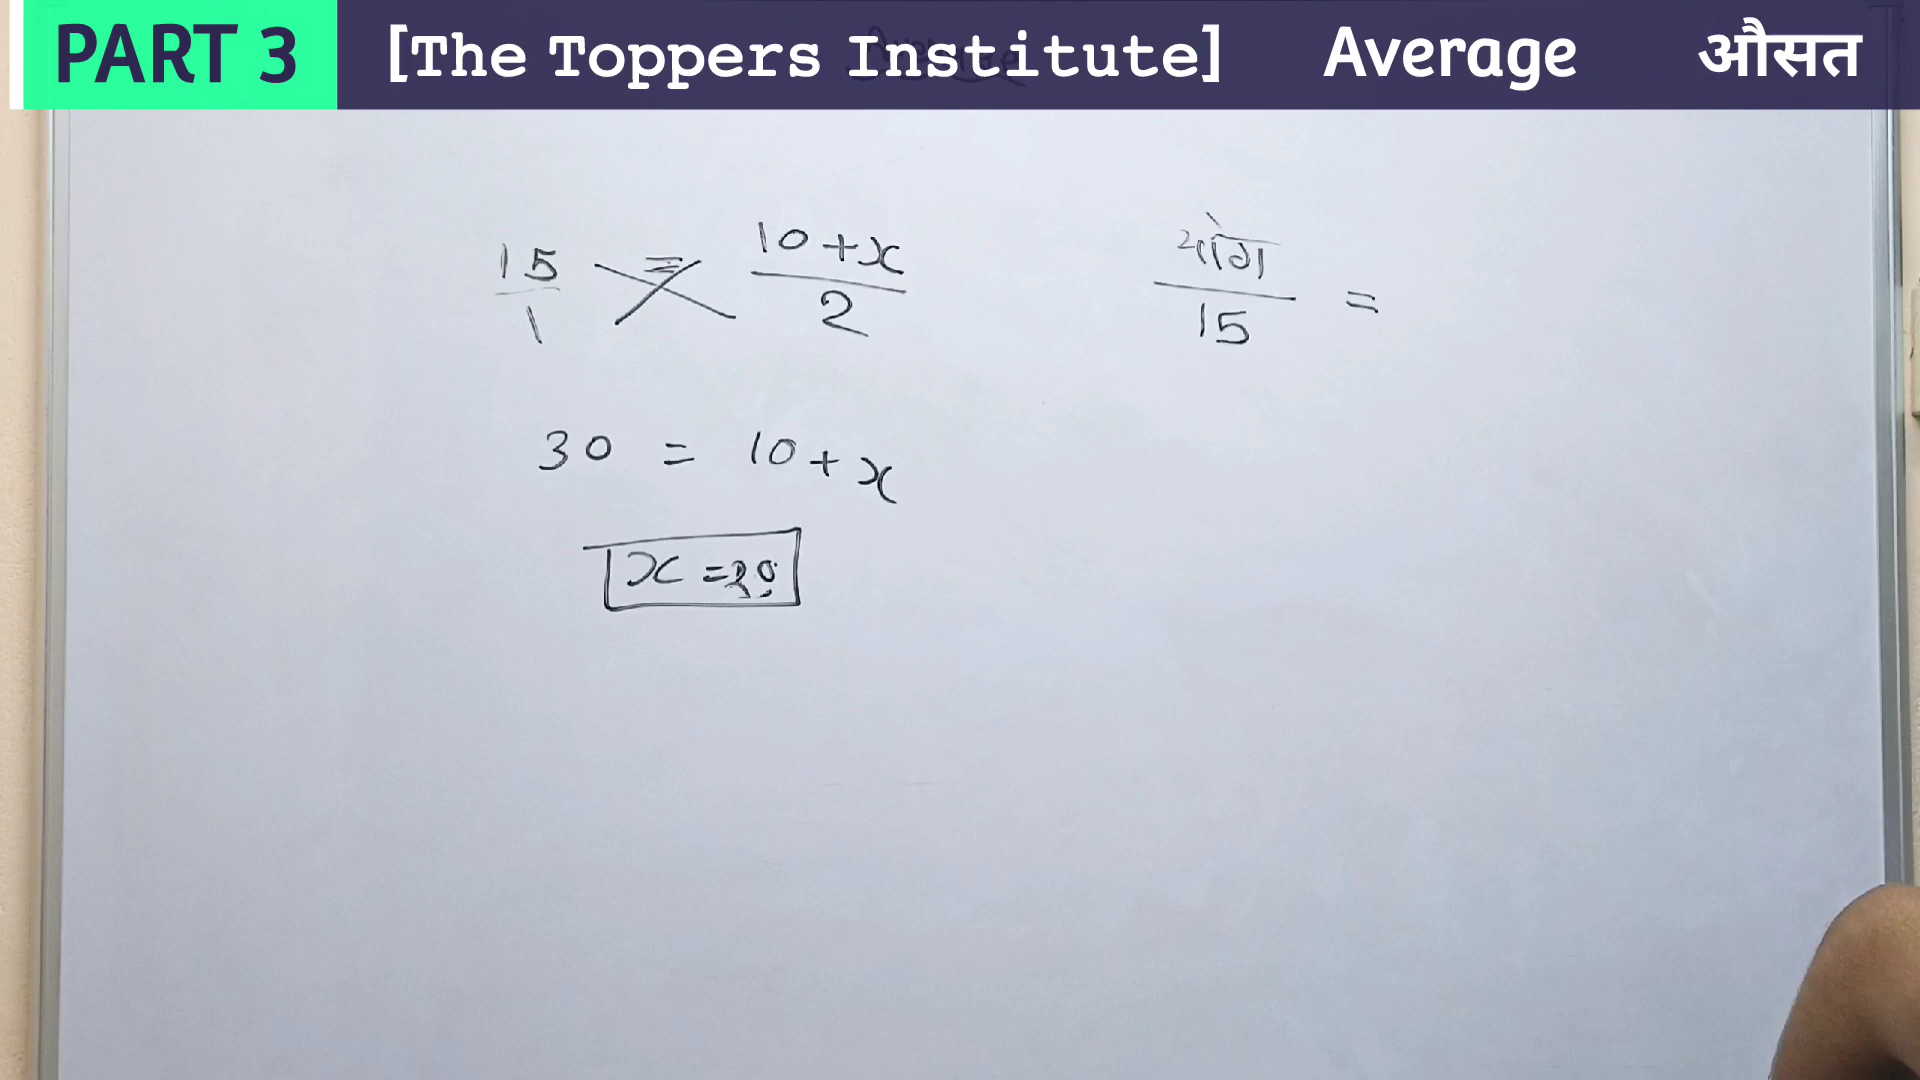 PART 3 [The Toppers Institute] Average औसत
15/1 = (10+x)/2
30 = 10+x
x =20
योग/15 =